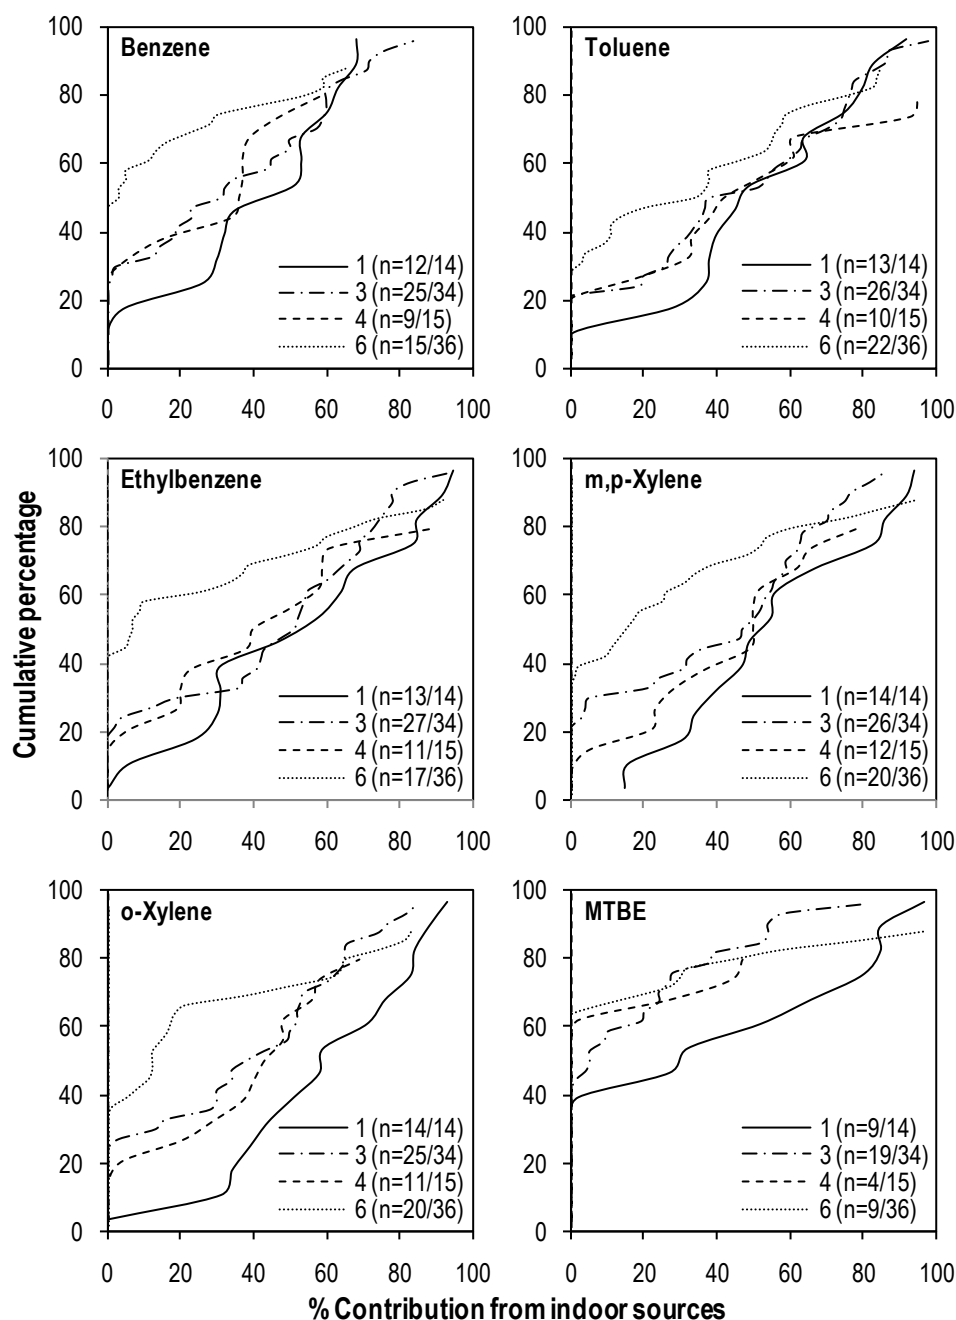 Benzene
100
80
60
40
20
0
0 20 40 60 80 100
1 (n=12/14)
3 (n=25/34)
4 (n=9/15)
6 (n=15/36)
Toluene
100
80
60
40
20
0
0 20 40 60 80 100
1 (n=13/14)
3 (n=26/34)
4 (n=10/15)
6 (n=22/36)
Cumulative percentage
Ethylbenzene
100
80
60
40
20
0
0 20 40 60 80 100
1 (n=13/14)
3 (n=27/34)
4 (n=11/15)
6 (n=17/36)
m,p-Xylene
100
80
60
40
20
0
0 20 40 60 80 100
1 (n=14/14)
3 (n=26/34)
4 (n=12/15)
6 (n=20/36)
o-Xylene
100
80
60
40
20
0
0 20 40 60 80 100
1 (n=14/14)
3 (n=25/34)
4 (n=11/15)
6 (n=20/36)
MTBE
100
80
60
40
20
0
0 20 40 60 80 100
1 (n=9/14)
3 (n=19/34)
4 (n=4/15)
6 (n=9/36)
% Contribution from indoor sources